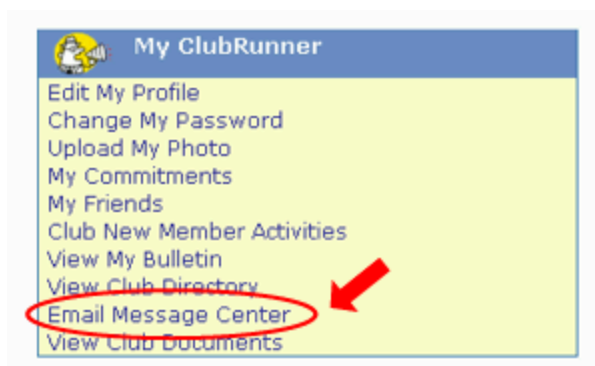 My ClubRunner
Edit My Profile
Change My Password
Upload My Photo
My Commitments
My Friends
Club New Member Activities
View My Bulletin
View Club Directory
Email Message Center
View Club Documents